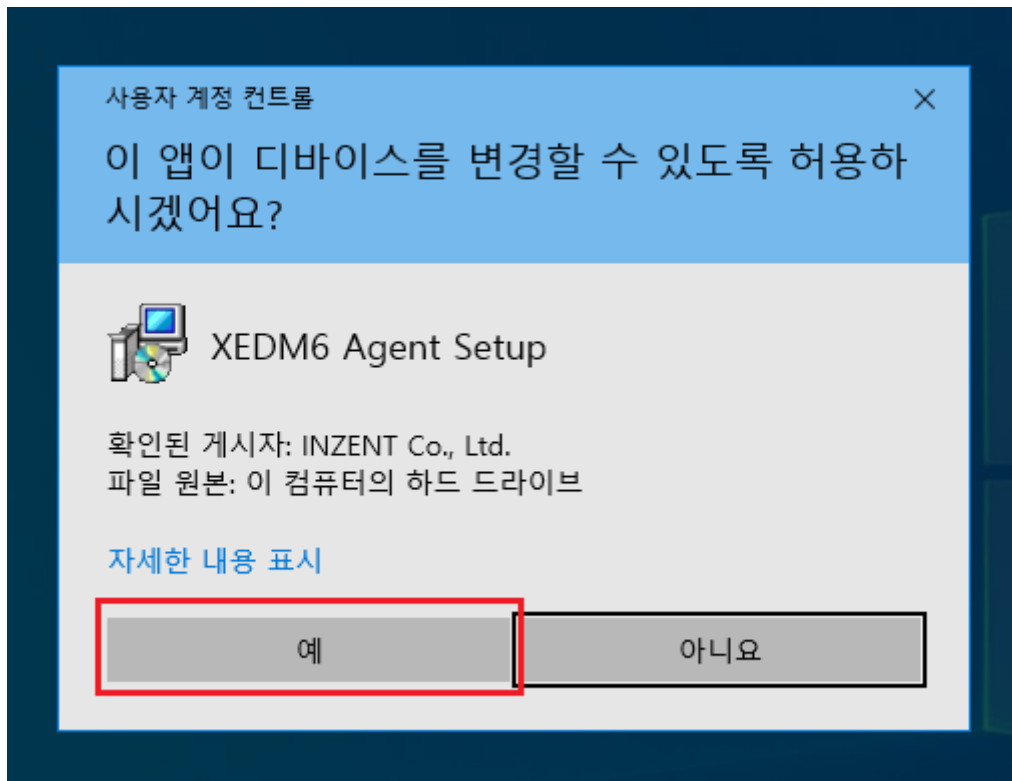 사용자 계정 컨트롤
이 앱이 디바이스를 변경할 수 있도록 허용하
시겠어요?
XEDM6 Agent Setup
확인된 게시자: INZENT Co., Ltd.
파일 원본: 이 컴퓨터의 하드 드라이브
자세한 내용 표시
예
아니요